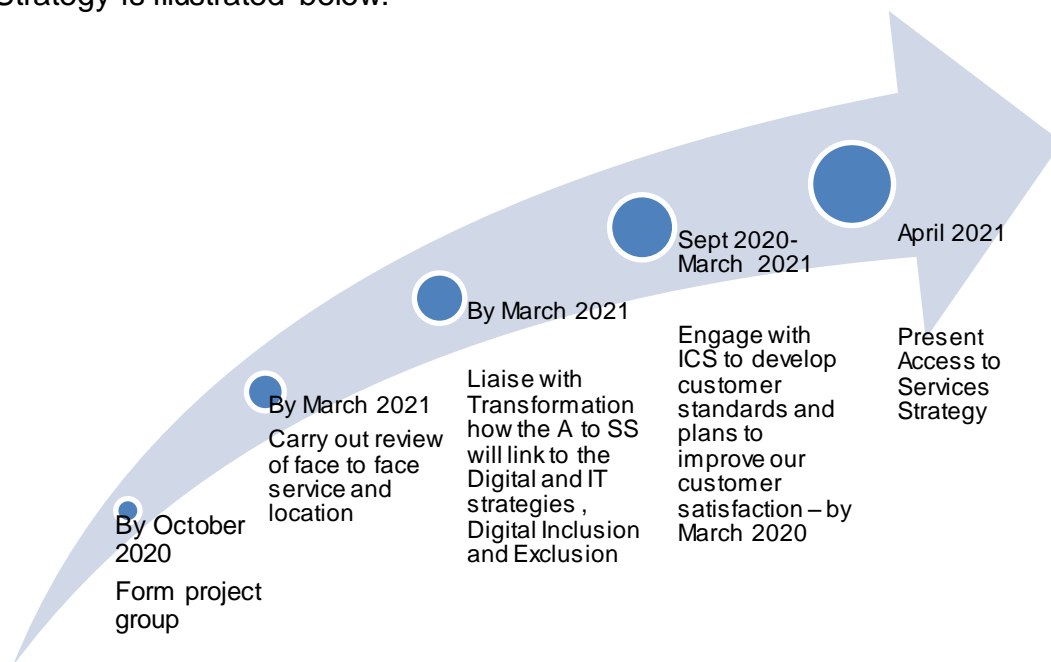 Strategy is illustrated below.
By October
2020
Form project
group
By March 2021
Carry out review
of face to face
service and
location
By March 2021
Liaise with
Transformation
how the A to SS
will link to the
Digital and IT
strategies ,
Digital Inclusion
and Exclusion
Sept 2020-
March 2021
Engage with
ICS to develop
customer
standards and
plans to
improve our
customer
satisfaction – by
March 2020
April 2021
Present
Access to
Services
Strategy